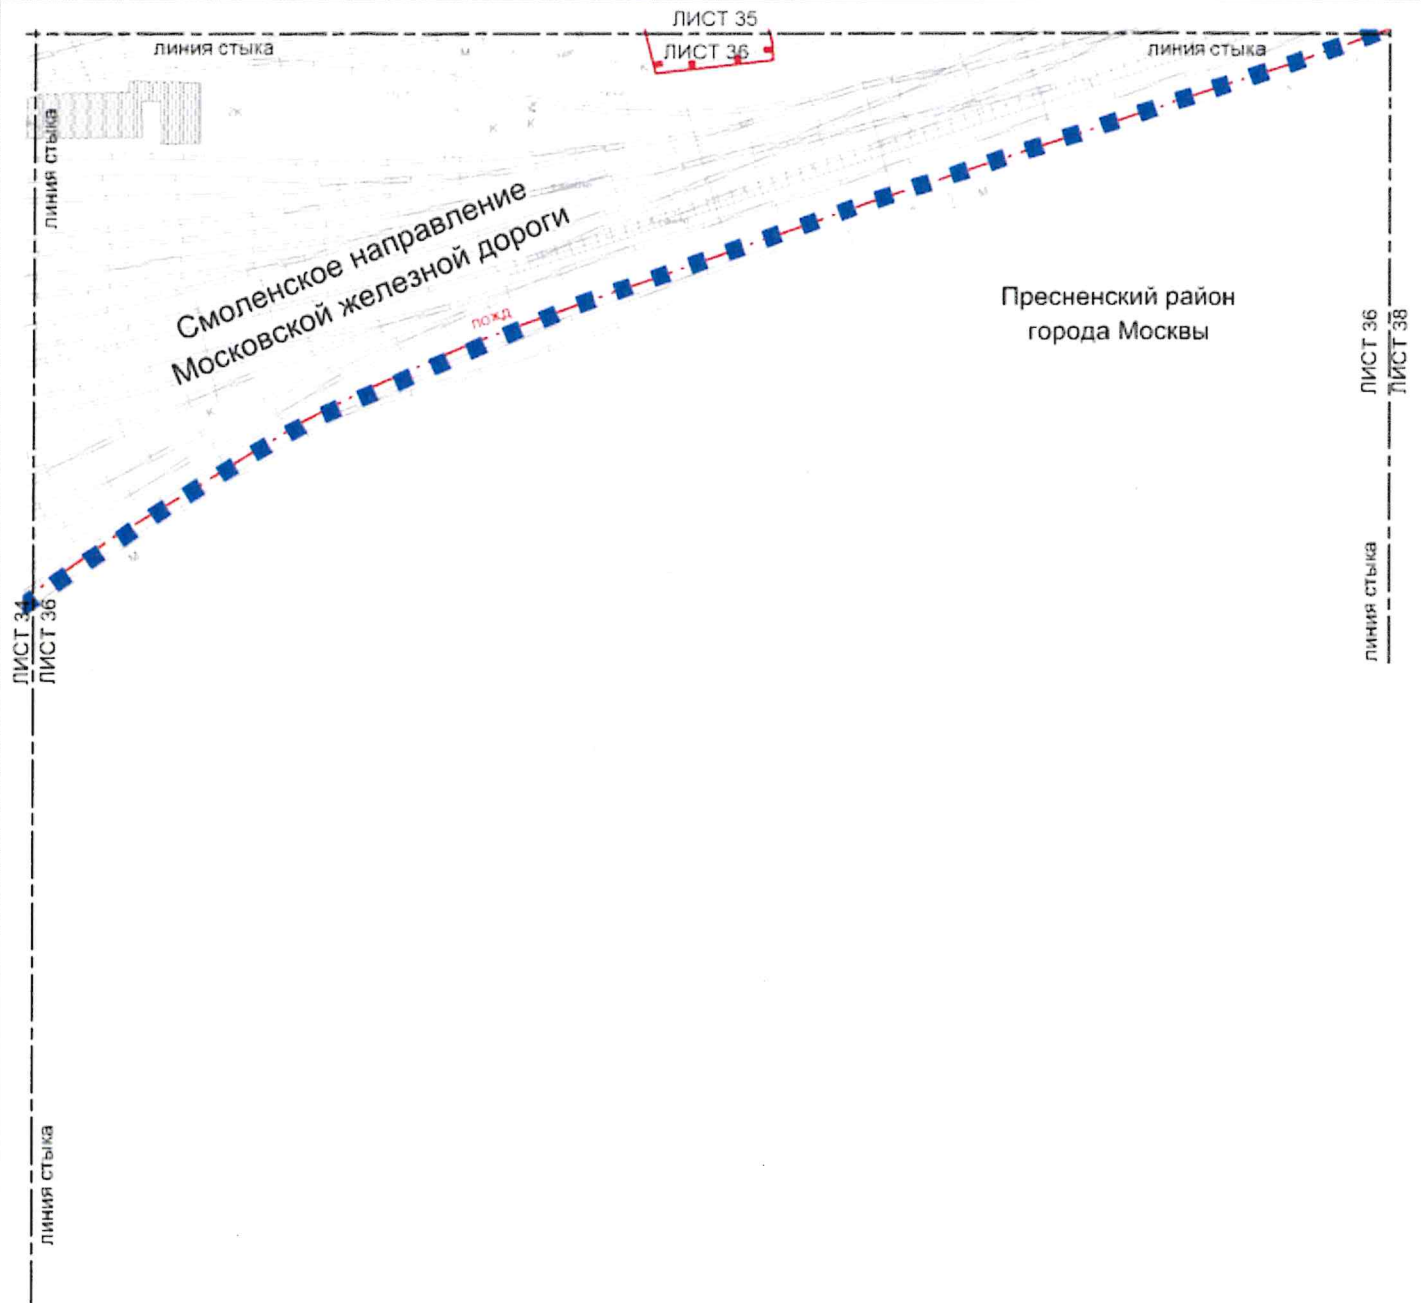 ЛИСТ 35
линия стыка
ЛИСТ 36
линия стыка
линия стыка
Смоленское направление
Московской железной дороги
пожд
Пресненский район
города Москвы
ЛИСТ 36
ЛИСТ 38
линия стыка
ЛИСТ 34
ЛИСТ 36
линия стыка
М
К
К
Ж
К
М
М